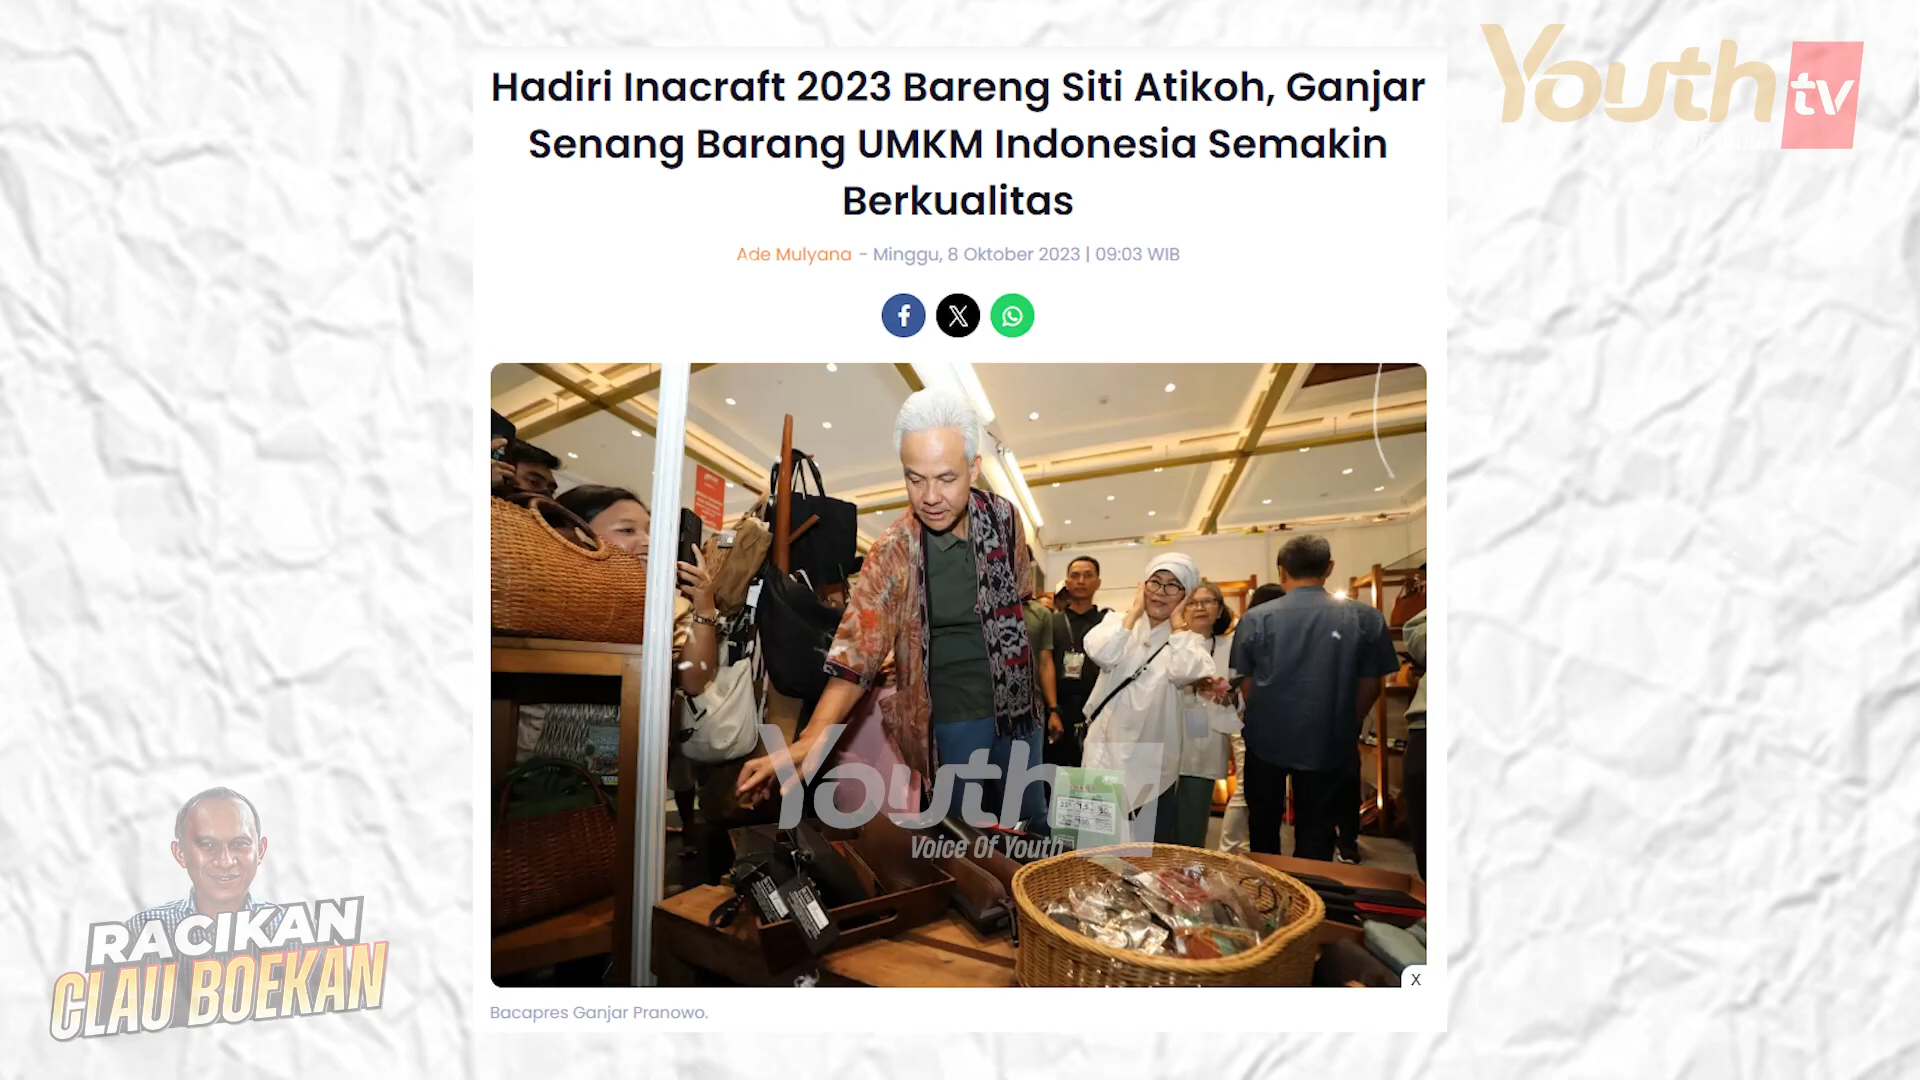 Hadiri Inacraft 2023 Bareng Siti Atikoh, Ganjar
Senang Barang UMKM Indonesia Semakin
Berkualitas
Ade Mulyana - Minggu, 8 Oktober 2023 | 09:03 WIB
Youth tv
Youth
Voice Of Youth
X
Bacapres Ganjar Pranowo.
RACIKAN
CLAU BOEKAN